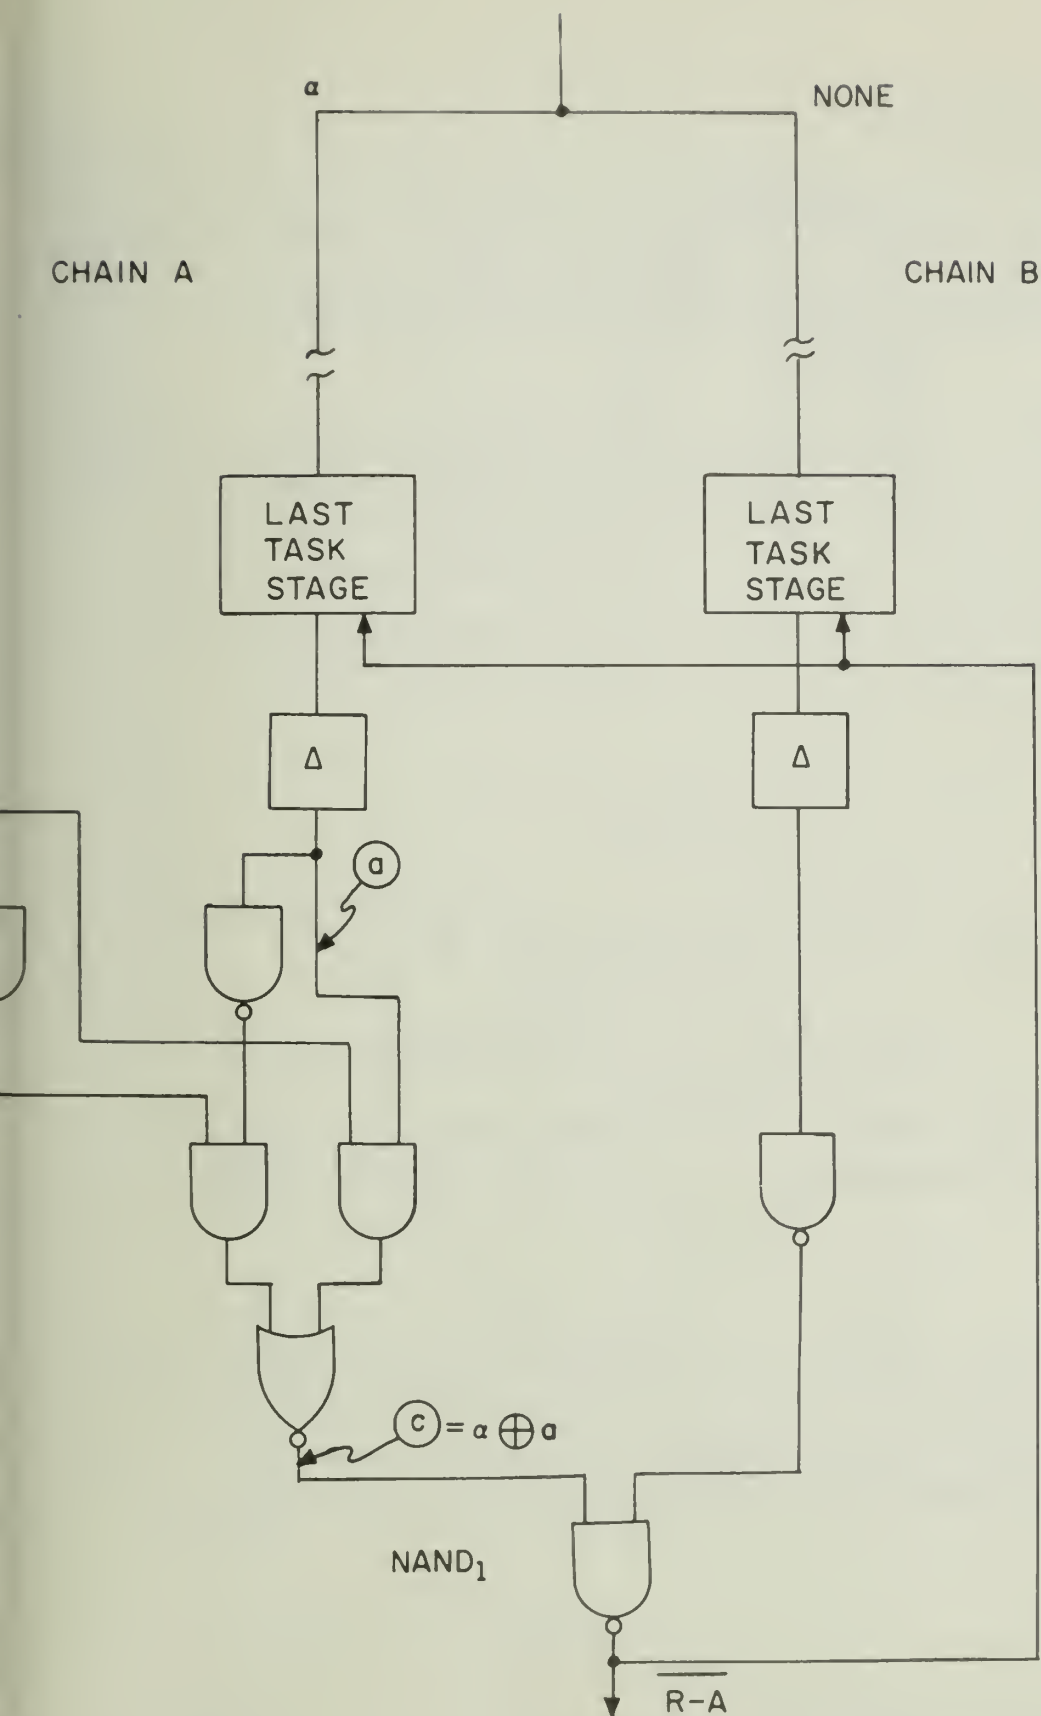 α
NONE
CHAIN A
CHAIN B
LAST
TASK
STAGE
LAST
TASK
STAGE
Δ
Δ
a
c = α ⊕ a
NAND₁
R̅-̅A̅